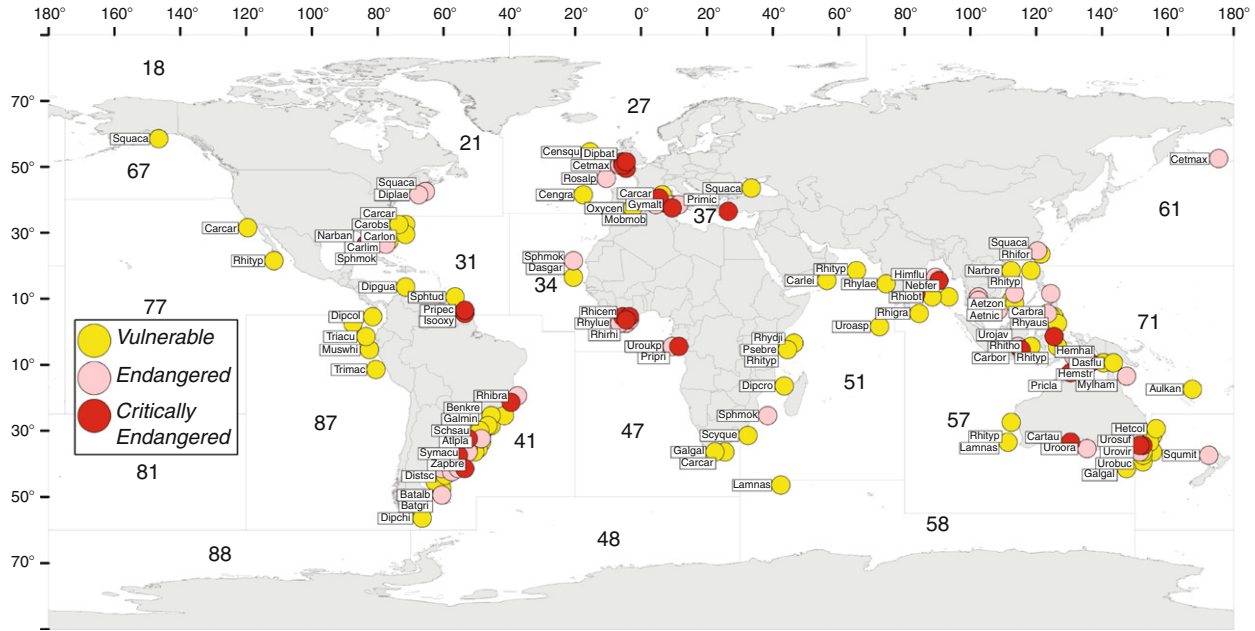 180° 140° 100° 80° 60° 40° 20° 0° 20° 40° 60° 80° 100° 120° 140° 160° 180°
18
70°
27
21
Squaca
Censqu
Dipbat
Cetmax
Cetmax
50°
67
Rosalp
Squaca
Diplae
Carcar
Squaca
Cengra
Primic
Gymalt
Oxycen
37
61
Mobmob
Carcar
Carobs
Carcar
30°
Narban
Carlon
Squaca
Carlim
Rhifor
Sphmok
Sphmok
Rhityp
31
Dasgar
Rhityp
Himflu
Narbre
34
Carlei
Rhylae
Nebfer
Rhityp
Dipgua
Sphtud
Rhiobt
10°
77
Pripec
Aetzon
Isooxy
Rhicem
Rhigra
Carbra
Dipcol
Rhylue
Aetnic
Rhyaus
71
Vulnerable
Rhirhi
Uroasp
Urojav
Triacu
Rhydji
Rhitho
Muswhi
Uroukp
Psebre
Hemhal
Pripri
Rhityp
Carbor
Rhityp
10°
Trimac
Dasflu
Endangered
Hemstr
51
Dipcro
Pricla
Mylham
Aulkan
Critically
Endangered
Rhibra
Benkre
87
Galmin
41
47
Sphmok
57
30°
Schsau
Hetcol
Atlpla
Scyque
Rhityp
Cartau
Urosuf
Lamnas
Uroora
Symacu
Galgal
Urovir
Squmit
Zapbre
Carcar
Urobuc
81
Distsc
Galgal
Lamnas
Batalb
50°
Batgri
Dipchi
58
88
48
70°